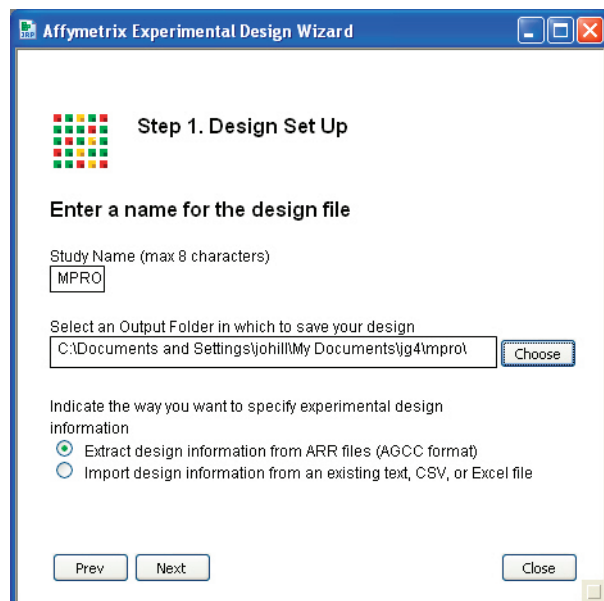 JRP
Affymetrix Experimental Design Wizard
Step 1. Design Set Up
Enter a name for the design file
Study Name (max 8 characters)
MPRO
Select an Output Folder in which to save your design
C:\Documents and Settings\johill\My Documents\jg4\mpro\
Choose
Indicate the way you want to specify experimental design
information
Extract design information from ARR files (AGCC format)
Import design information from an existing text, CSV, or Excel file
Prev
Next
Close